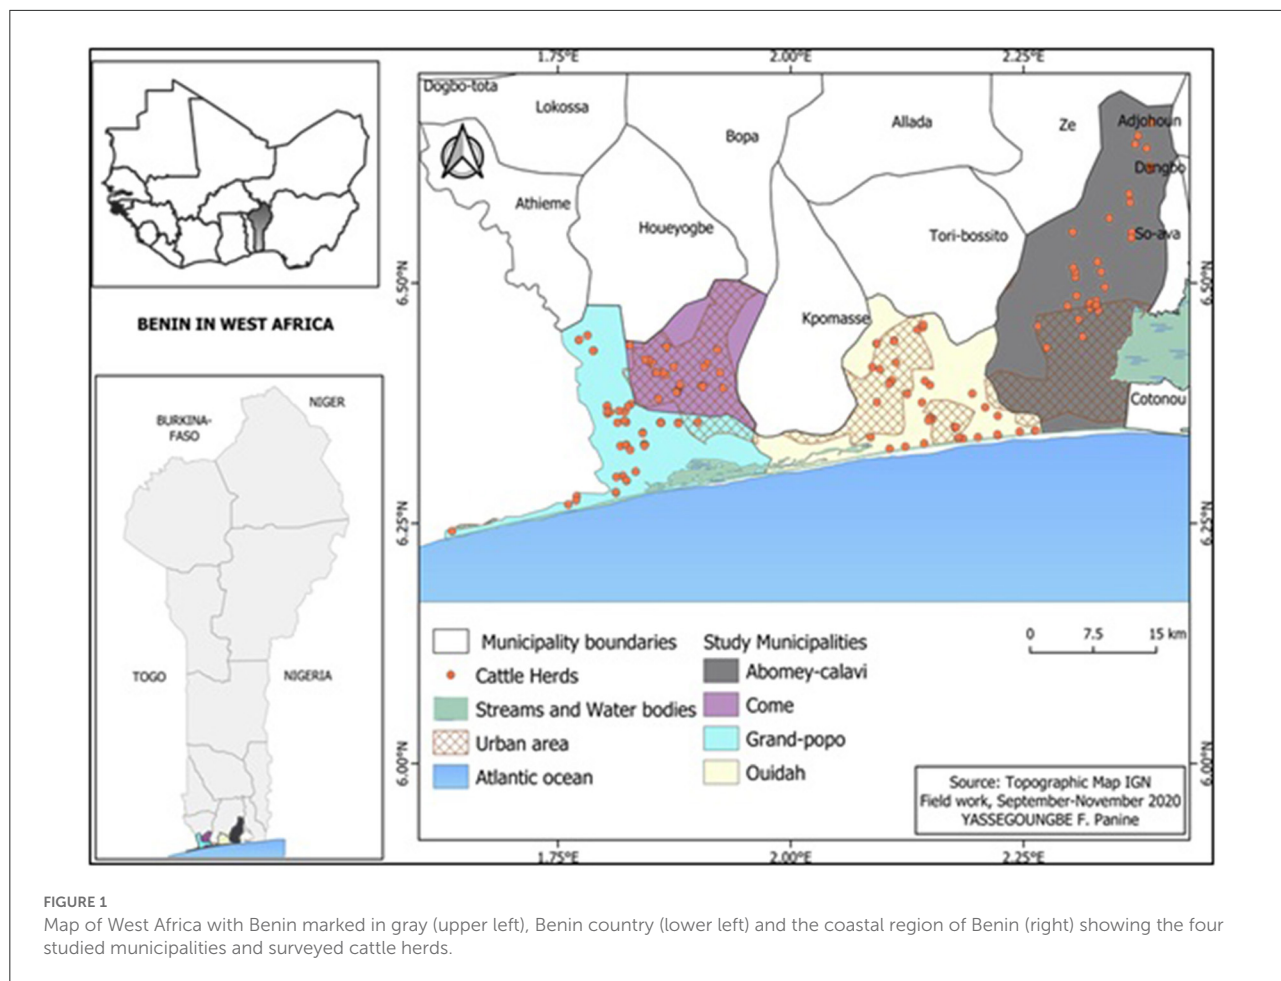 1.75°E
2.00°E
2.25°E
Dogbo-tota
Lokossa
Bopa
Allada
Ze
Adjohoun
Dangbo
Athieme
Houeyogbe
Tori-bossito
So-ava
6.50°N
6.50°N
Kpomasse
Cotonou
6.25°N
6.25°N
6.00°N
6.00°N
BENIN IN WEST AFRICA
NIGER
BURKINA-
FASO
TOGO
NIGERIA
Municipality boundaries
Cattle Herds
Streams and Water bodies
Urban area
Atlantic ocean
Study Municipalities
Abomey-calavi
Come
Grand-popo
Ouidah
0 7.5 15 km
Source: Topographic Map IGN
Field work, September-November 2020
YASSEGOUNGBE F. Panine
1.75°E
2.00°E
2.25°E
FIGURE 1
Map of West Africa with Benin marked in gray (upper left), Benin country (lower left) and the coastal region of Benin (right) showing the four
studied municipalities and surveyed cattle herds.